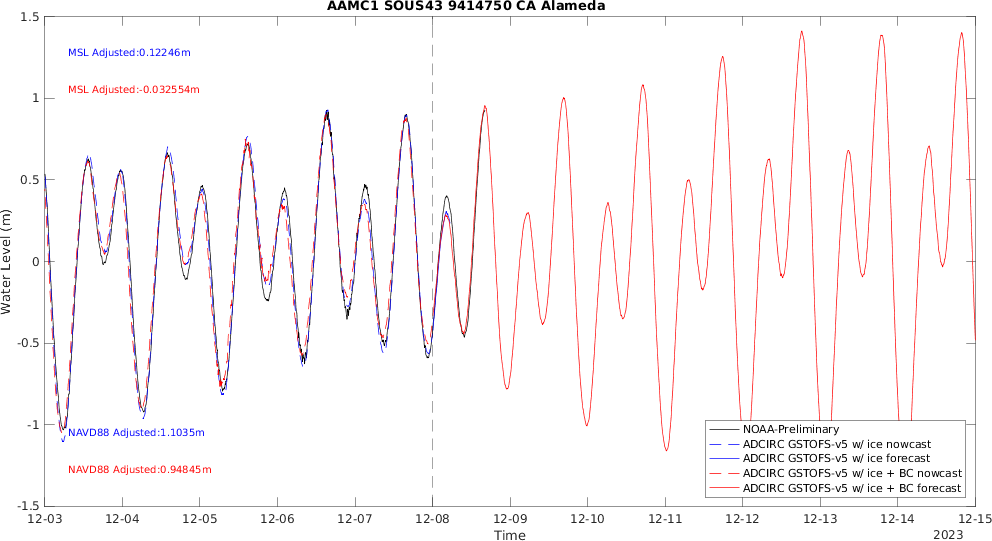 AAMC1 SOUS43 9414750 CA Alameda
MSL Adjusted:0.12246m
MSL Adjusted:-0.032554m
NAVD88 Adjusted:1.1035m
NAVD88 Adjusted:0.94845m
Water Level (m)
1.5
1
0.5
0
-0.5
-1
-1.5
NOAA-Preliminary
ADCIRC GSTOFS-v5 w/ ice nowcast
ADCIRC GSTOFS-v5 w/ ice forecast
ADCIRC GSTOFS-v5 w/ ice + BC nowcast
ADCIRC GSTOFS-v5 w/ ice + BC forecast
12-03 12-04 12-05 12-06 12-07 12-08 12-09 12-10 12-11 12-12 12-13 12-14 12-15
Time
2023